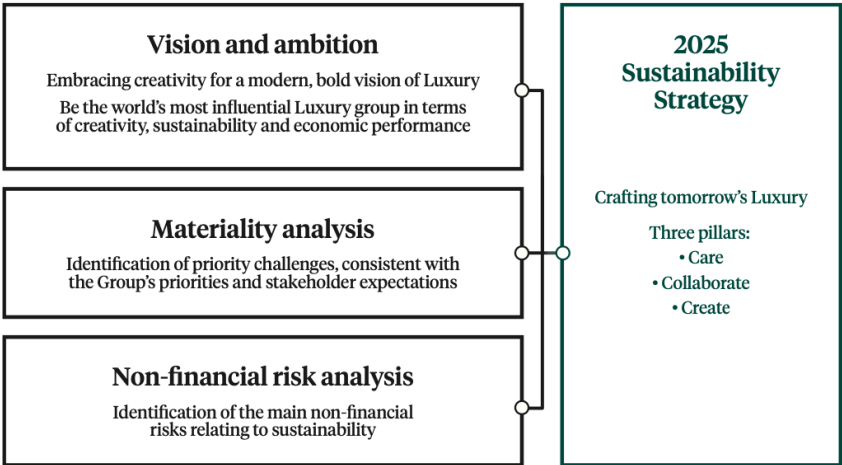 Vision and ambition
Embracing creativity for a modern, bold vision of Luxury
Be the world’s most influential Luxury group in terms
of creativity, sustainability and economic performance
Materiality analysis
Identification of priority challenges, consistent with
the Group’s priorities and stakeholder expectations
Non-financial risk analysis
Identification of the main non-financial
risks relating to sustainability
2025
Sustainability
Strategy
Crafting tomorrow’s Luxury
Three pillars:
• Care
• Collaborate
• Create